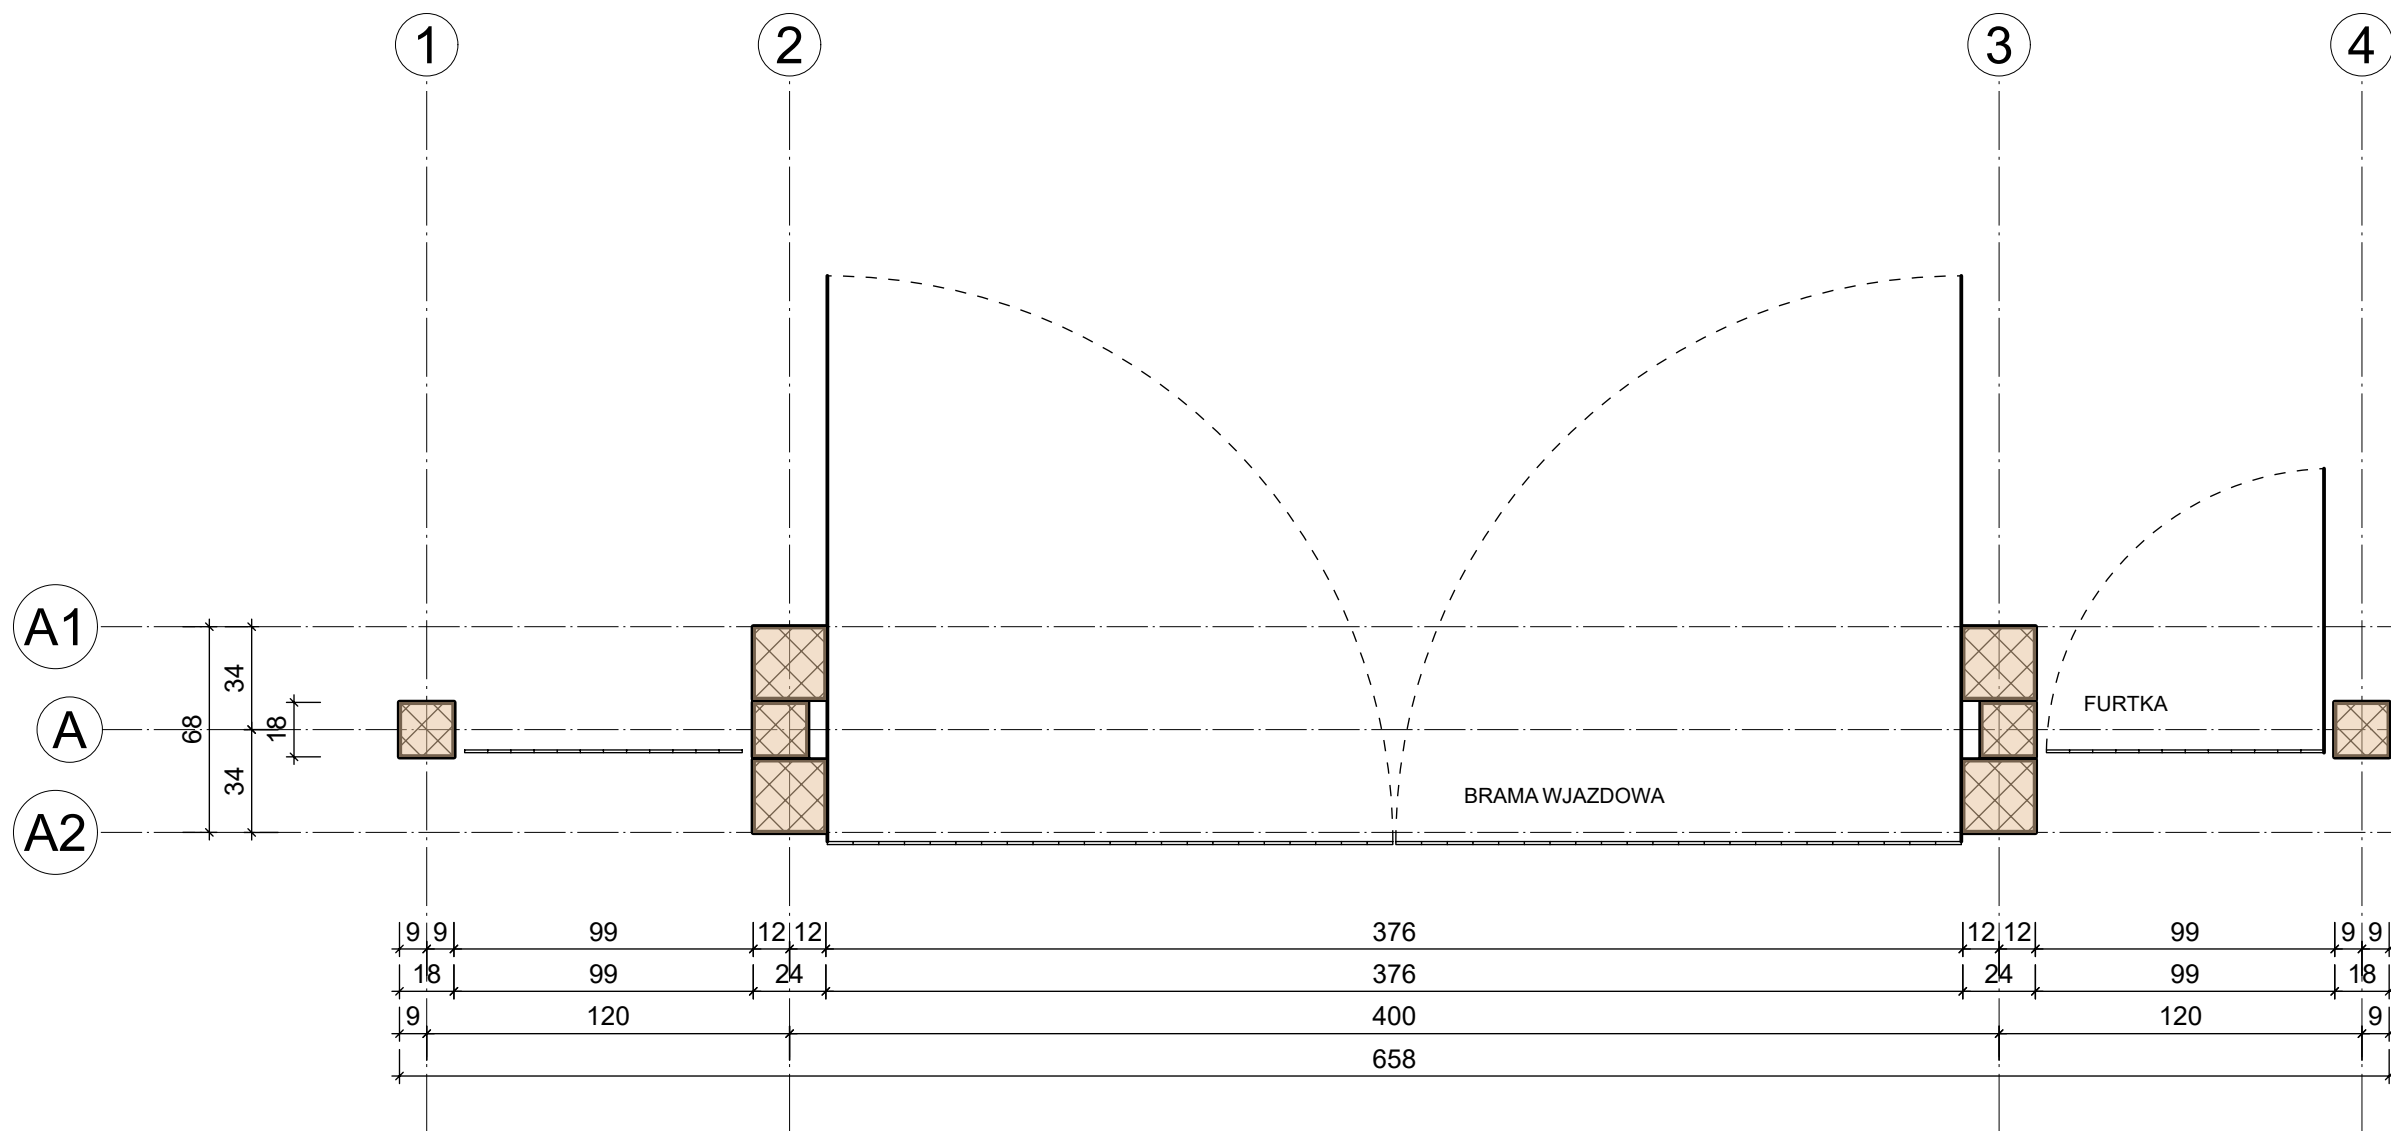 1 2 3 4
A1
34
68 18 A
34
FURTKA
BRAMA WJAZDOWA
A2
9 9 99 12 12 376 12 12 99 9 9
18 99 24 376 24 99 18
9 120 400 120 9
658